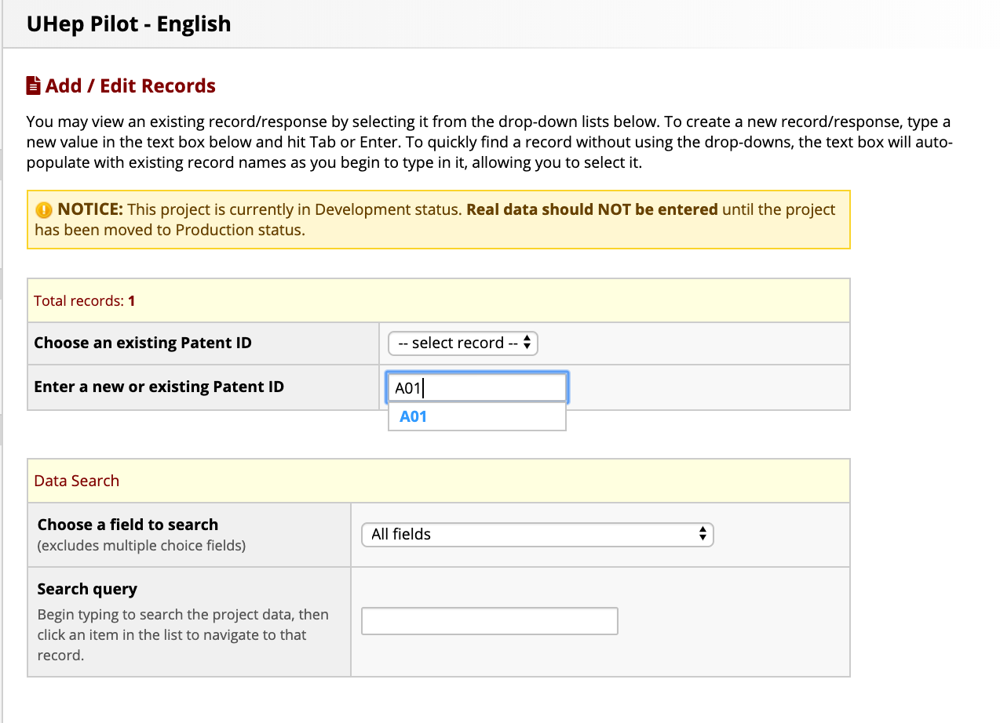 UHep Pilot - English
Add / Edit Records
You may view an existing record/response by selecting it from the drop-down lists below. To create a new record/response, type a
new value in the text box below and hit Tab or Enter. To quickly find a record without using the drop-downs, the text box will auto-
populate with existing record names as you begin to type in it, allowing you to select it.
NOTICE: This project is currently in Development status. Real data should NOT be entered until the project
has been moved to Production status.
Total records: 1
Choose an existing Patent ID
-- select record --
Enter a new or existing Patent ID
A01
A01
Data Search
Choose a field to search
(excludes multiple choice fields)
All fields
Search query
Begin typing to search the project data, then
click an item in the list to navigate to that
record.